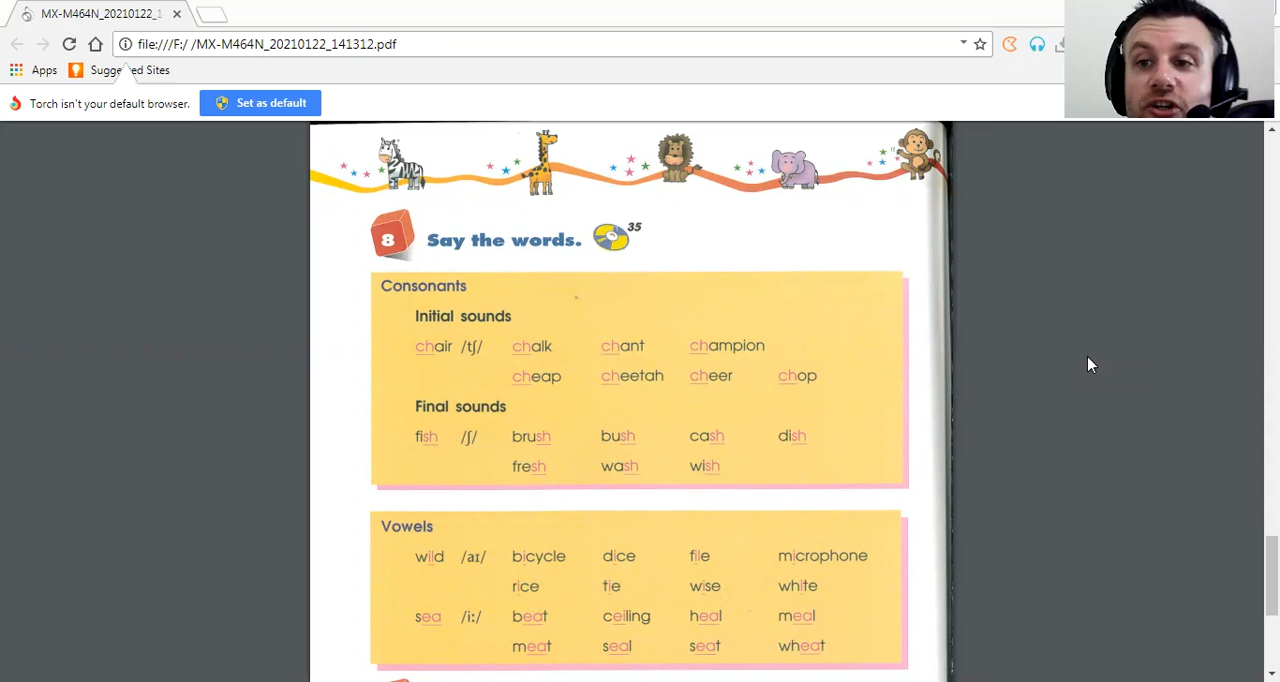 MX-M464N_20210122_1
file:///F:/ /MX-M464N_20210122_141312.pdf
Apps Suggested Sites
Torch isn't your default browser. Set as default
8 Say the words. 35
Consonants
Initial sounds
chair /tʃ/ chalk chant champion
cheap cheetah cheer chop
Final sounds
fish /ʃ/ brush bush cash dish
fresh wash wish
Vowels
wild /aɪ/ bicycle dice file microphone
rice tie wise white
sea /i:/ beat ceiling heal meal
meat seal seat wheat